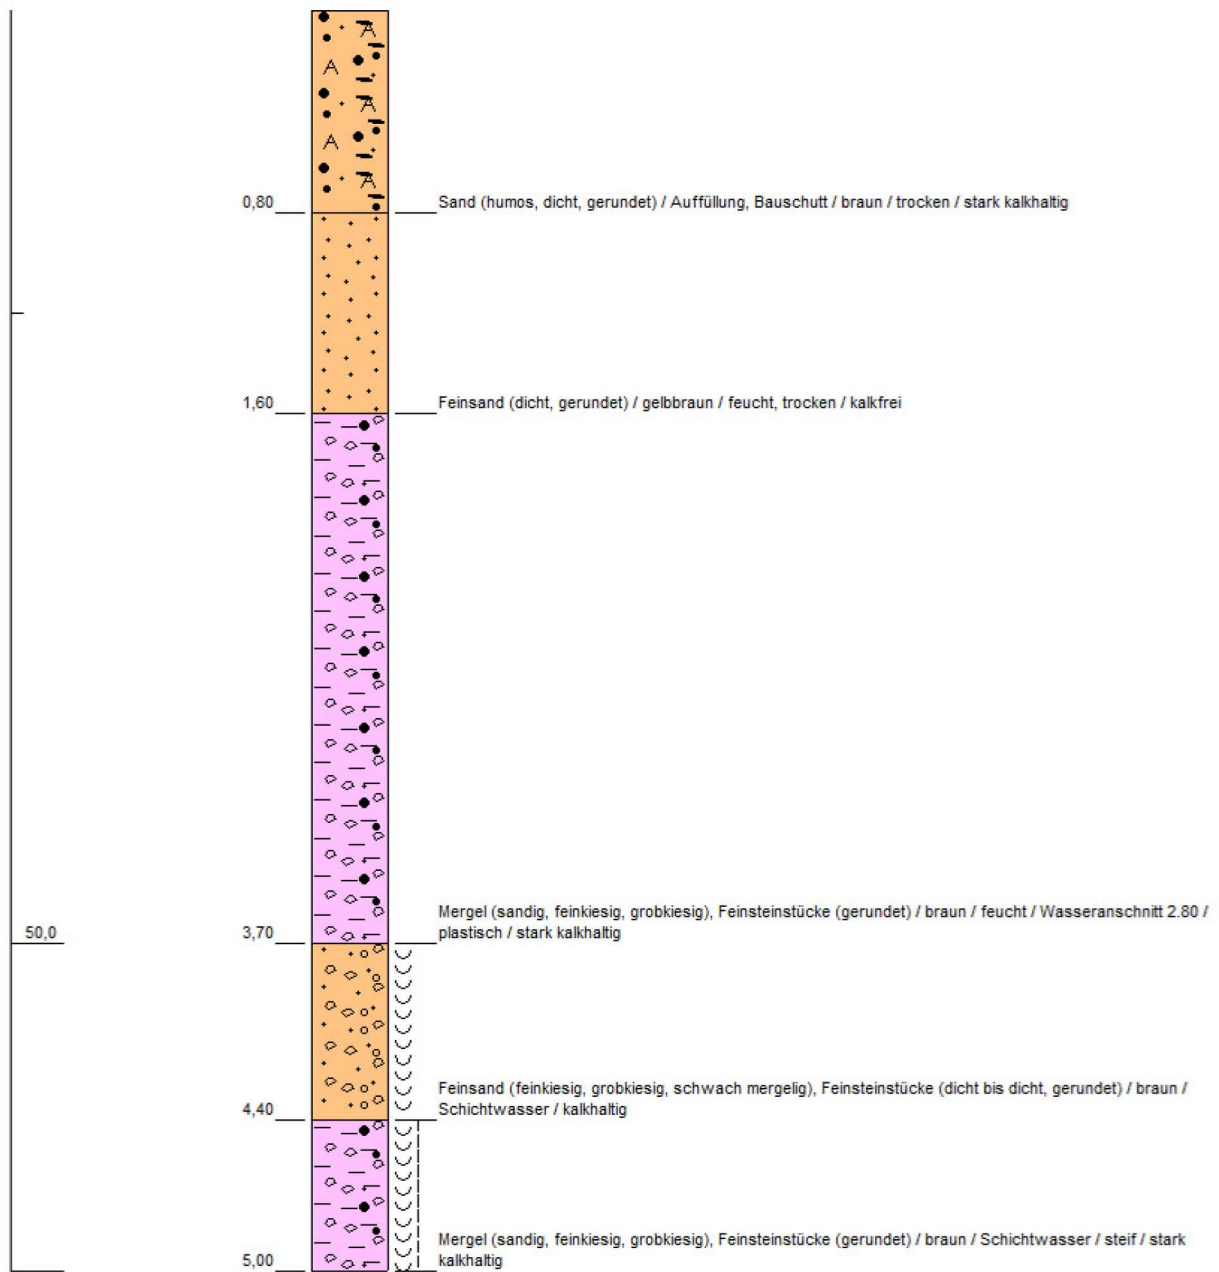 0,80 Sand (humos, dicht, gerundet) / Auffüllung, Bauschutt / braun / trocken / stark kalkhaltig
1,60 Feinsand (dicht, gerundet) / gelbbraun / feucht, trocken / kalkfrei
Mergel (sandig, feinkiesig, grobkiesig), Feinsteinstücke (gerundet) / braun / feucht / Wasseranschnitt 2.80 /
50,0 3,70 plastisch / stark kalkhaltig
Feinsand (feinkiesig, grobkiesig, schwach mergelig), Feinsteinstücke (dicht bis dicht, gerundet) / braun /
4,40 Schichtwasser / kalkhaltig
Mergel (sandig, feinkiesig, grobkiesig), Feinsteinstücke (gerundet) / braun / Schichtwasser / steif / stark
5,00 kalkhaltig